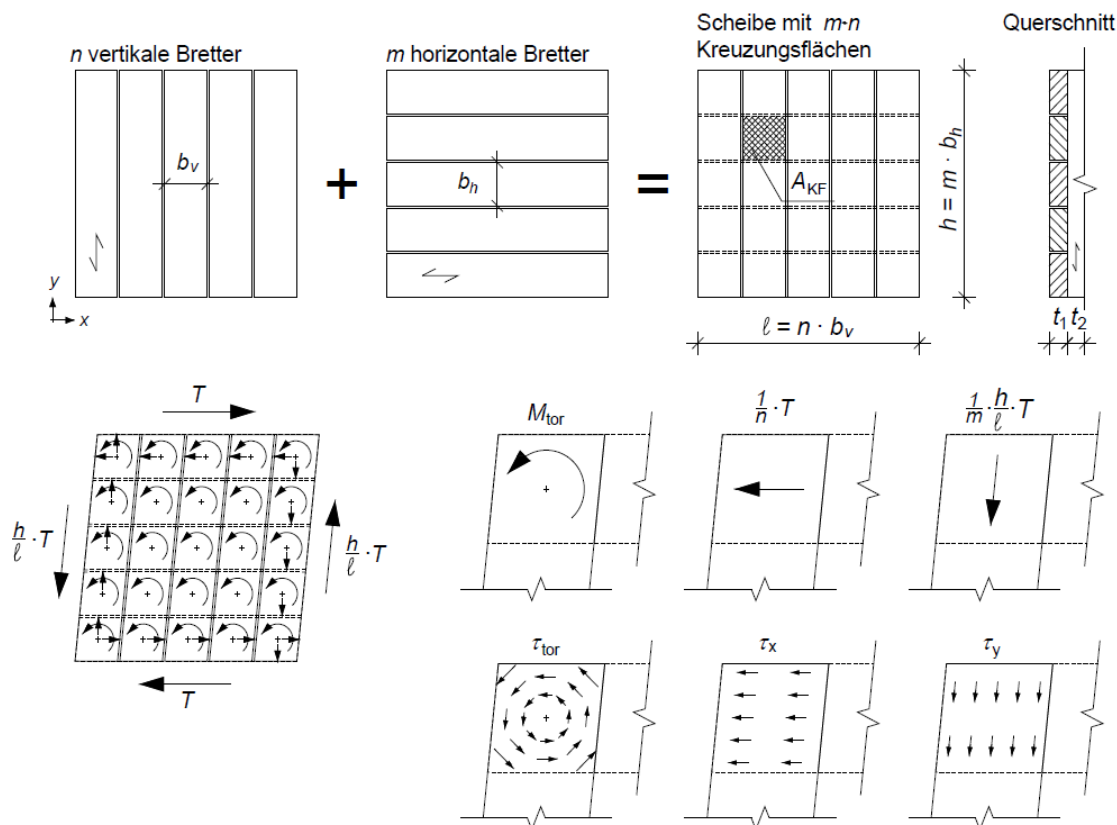 n vertikale Bretter
m horizontale Bretter
Scheibe mit m·n
Kreuzungsflächen
Querschnitt
b_v
b_h
A_KF
h = m · b_h
y
x
ℓ = n · b_v
t_1 t_2
T
h/ℓ · T
h/ℓ · T
T
M_tor
1/n · T
1/m · h/ℓ · T
τ_tor
τ_x
τ_y